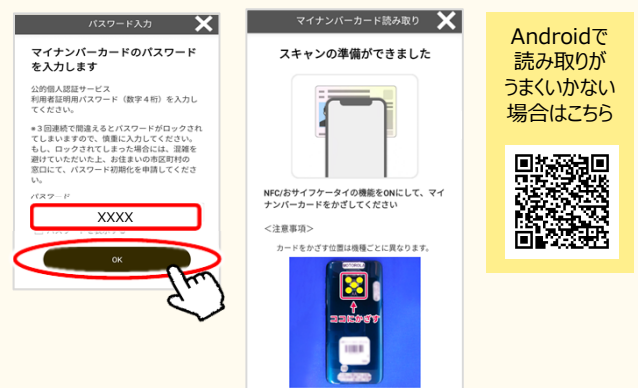 パスワード入力
マイナンバーカードのパスワード
を入力します
公的個人認証サービス
利用者証明用パスワード（数字４桁）を入力し
てください。
＊３回連続で間違えるとパスワードがロックされ
てしまいますので、慎重に入力してください。
もし、ロックされてしまった場合には、混雑を
避けていただいた上、お住まいの市区町村の
窓口にて、パスワード初期化を申請してくださ
い。
パスワード
XXXX
OK
マイナンバーカード読み取り
スキャンの準備ができました
NFC/おサイフケータイの機能をONにして、マイ
ナンバーカードをかざしてください
＜注意事項＞
カードをかざす位置は機種ごとに異なります。
MOTOROLA
ココにかざす
Androidで
読み取りが
うまくいかない
場合はこちら